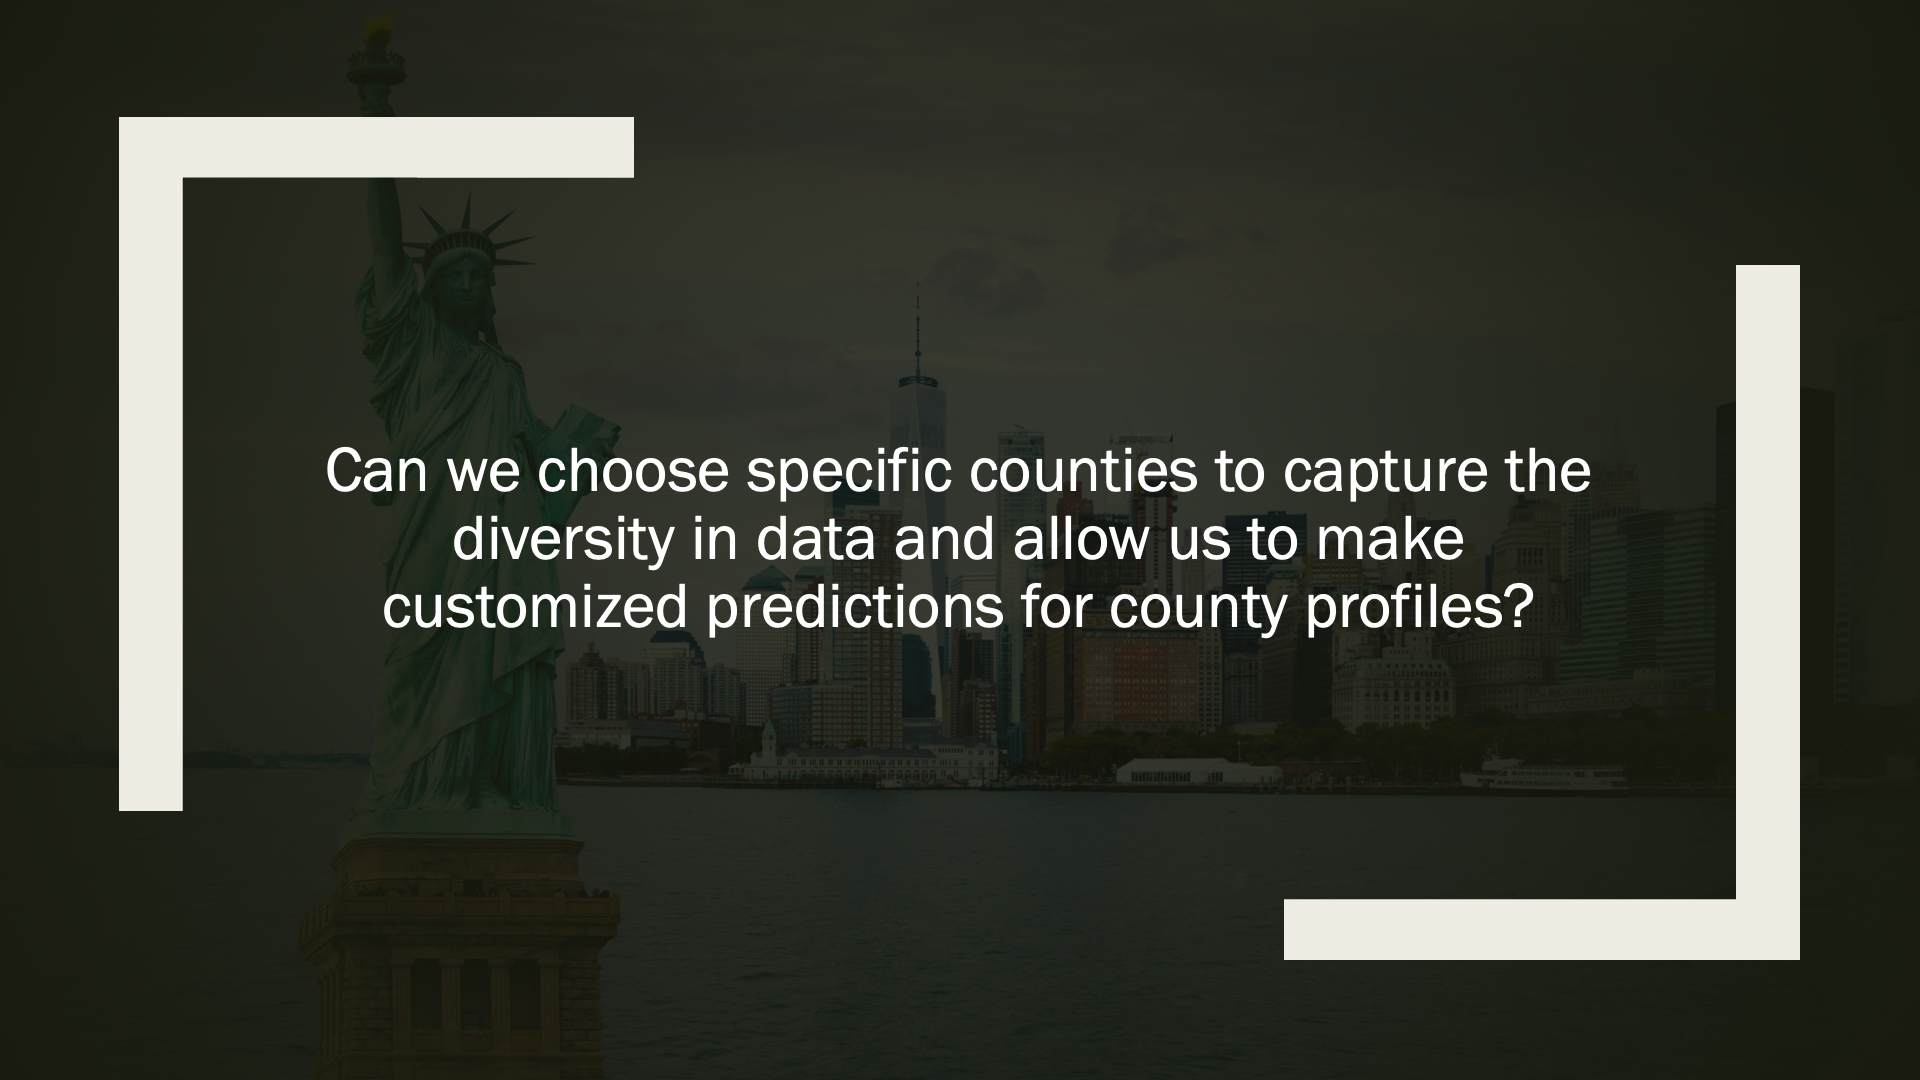 Can we choose specific counties to capture the
diversity in data and allow us to make
customized predictions for county profiles?